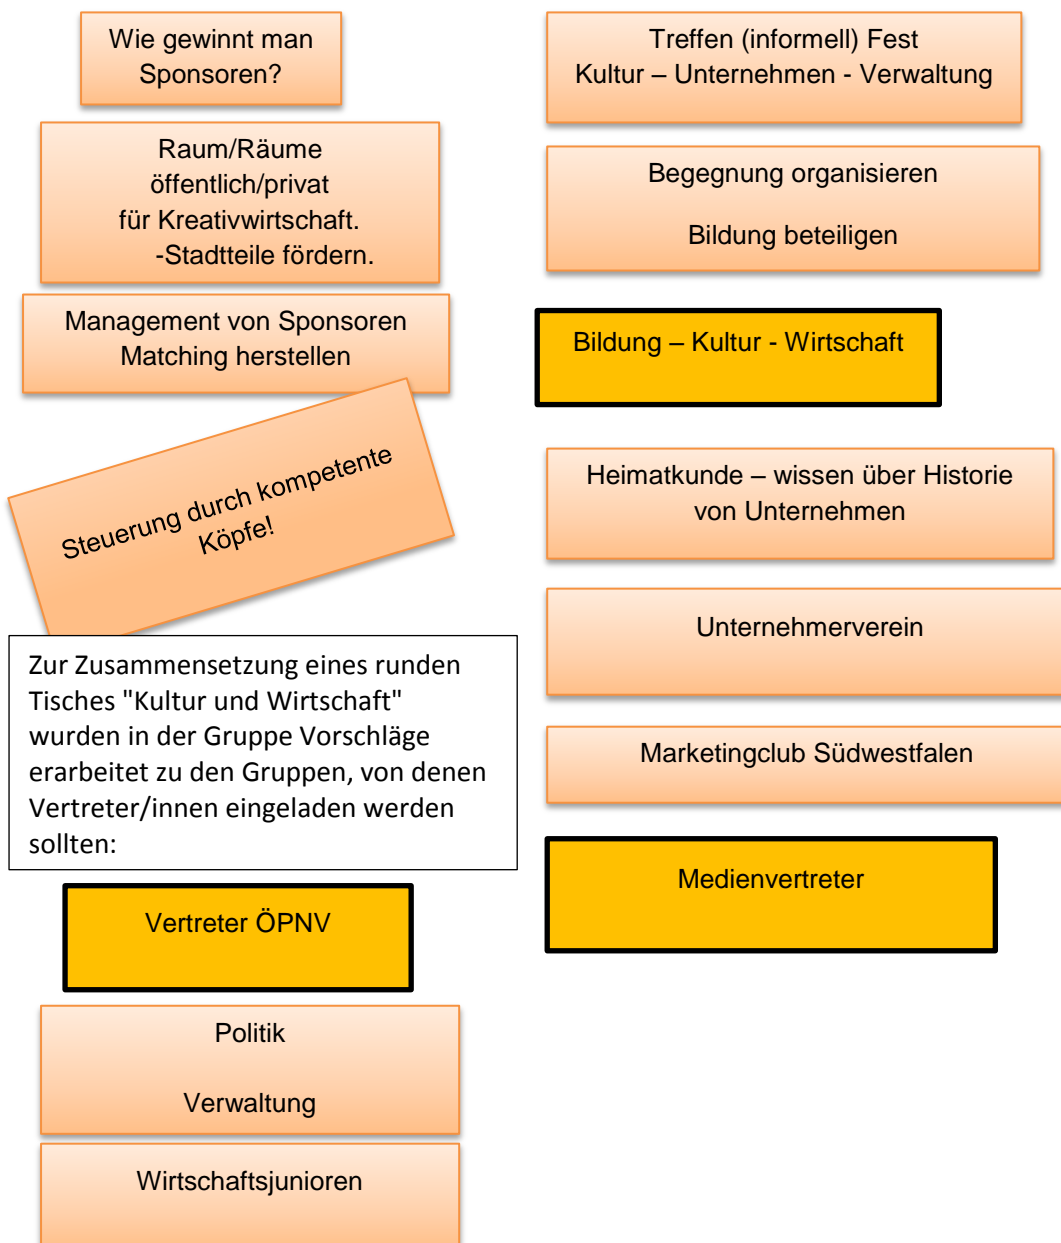 Wie gewinnt man
Sponsoren?
Raum/Räume
öffentlich/privat
für Kreativwirtschaft.
-Stadtteile fördern.
Management von Sponsoren
Matching herstellen
Steuerung durch kompetente
Köpfe!
Zur Zusammensetzung eines runden
Tisches "Kultur und Wirtschaft"
wurden in der Gruppe Vorschläge
erarbeitet zu den Gruppen, von denen
Vertreter/innen eingeladen werden
sollten:
Vertreter ÖPNV
Politik
Verwaltung
Wirtschaftsjunioren
Treffen (informell) Fest
Kultur – Unternehmen - Verwaltung
Begegnung organisieren
Bildung beteiligen
Bildung – Kultur - Wirtschaft
Heimatkunde – wissen über Historie
von Unternehmen
Unternehmerverein
Marketingclub Südwestfalen
Medienvertreter